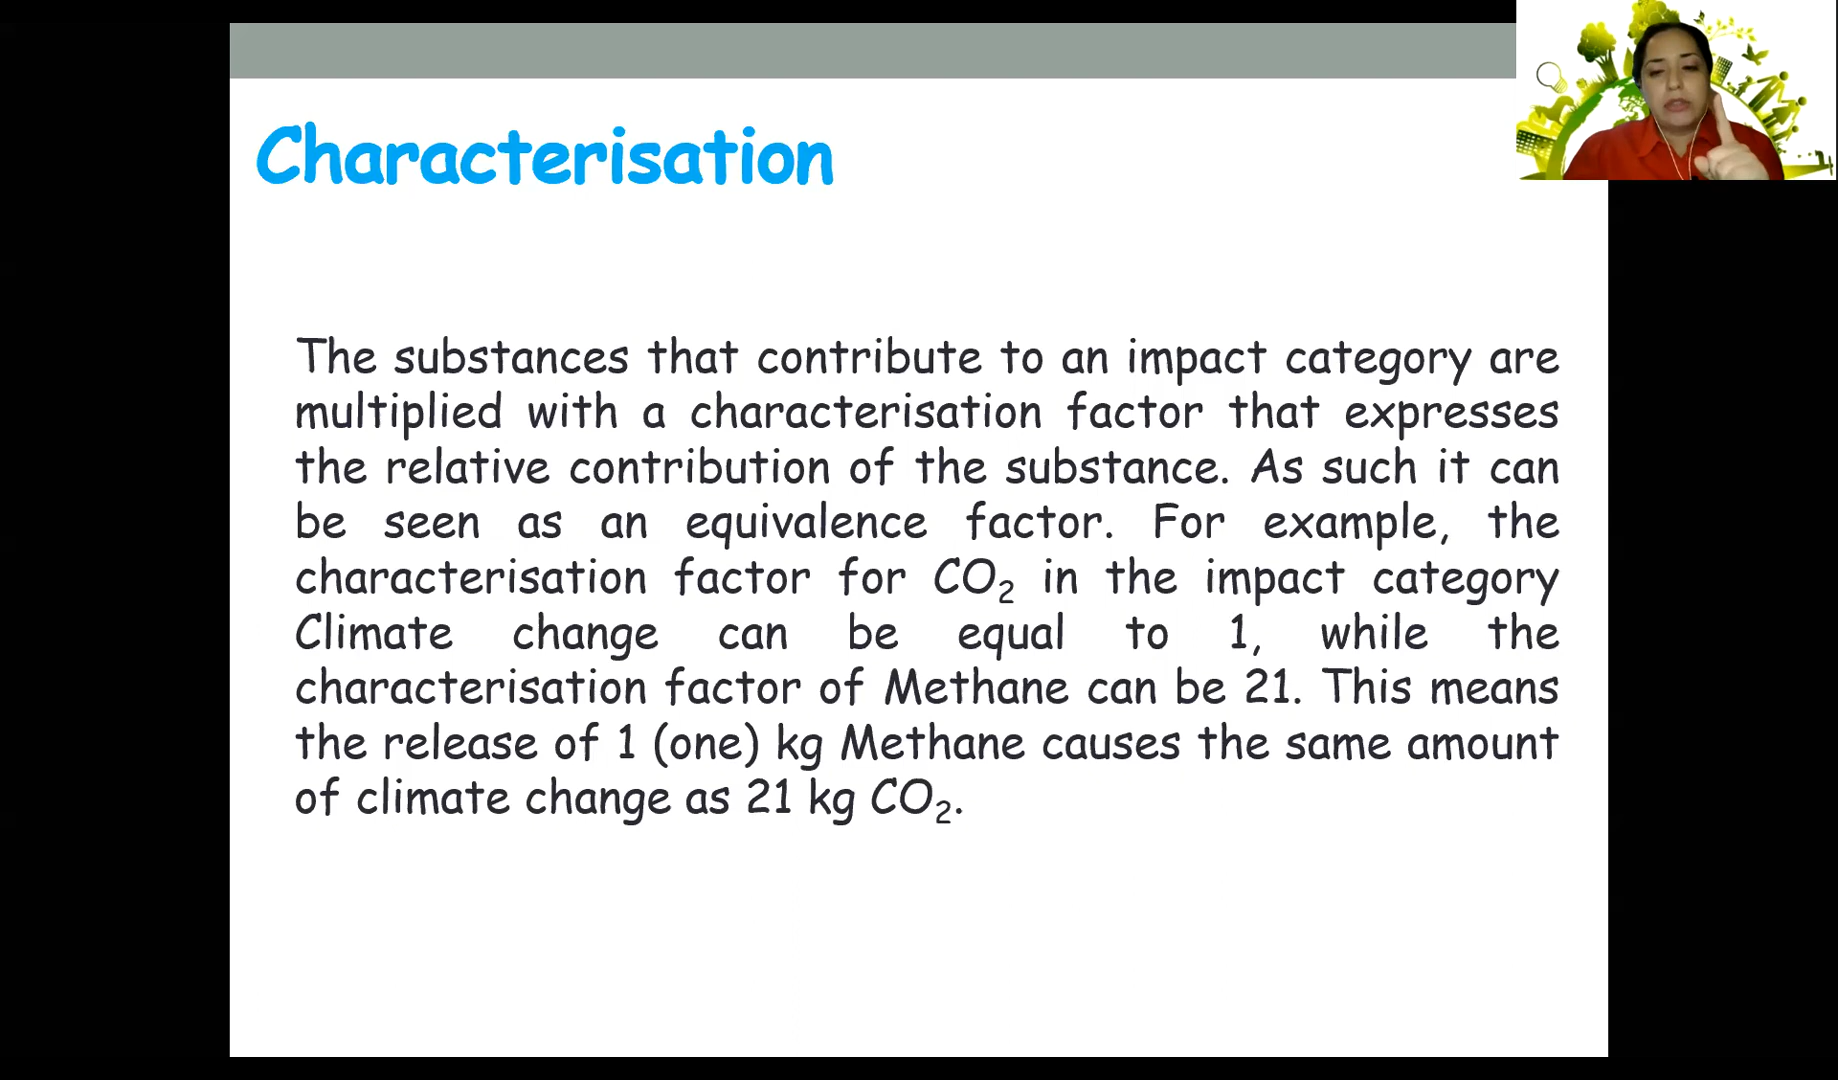 Characterisation
The substances that contribute to an impact category are
multiplied with a characterisation factor that expresses
the relative contribution of the substance. As such it can
be seen as an equivalence factor. For example, the
characterisation factor for CO₂ in the impact category
Climate change can be equal to 1, while the
characterisation factor of Methane can be 21. This means
the release of 1 (one) kg Methane causes the same amount
of climate change as 21 kg CO₂.